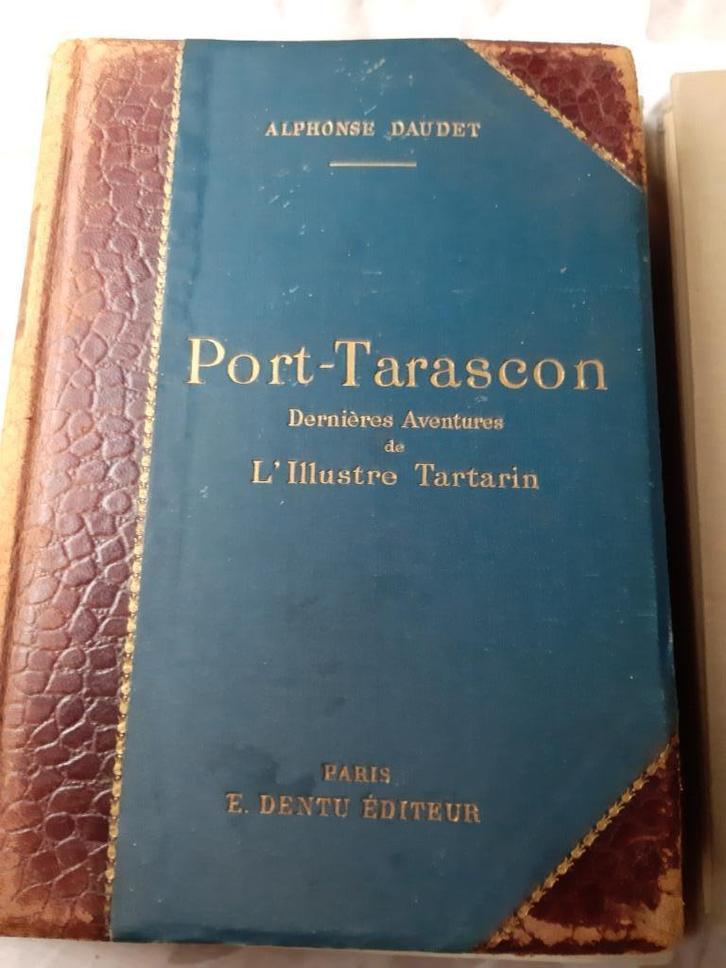 ALPHONSE DAUDET
Port-Tarascon
Dernières Aventures
de
L'Illustre Tartarin
PARIS
E. DENTU ÉDITEUR